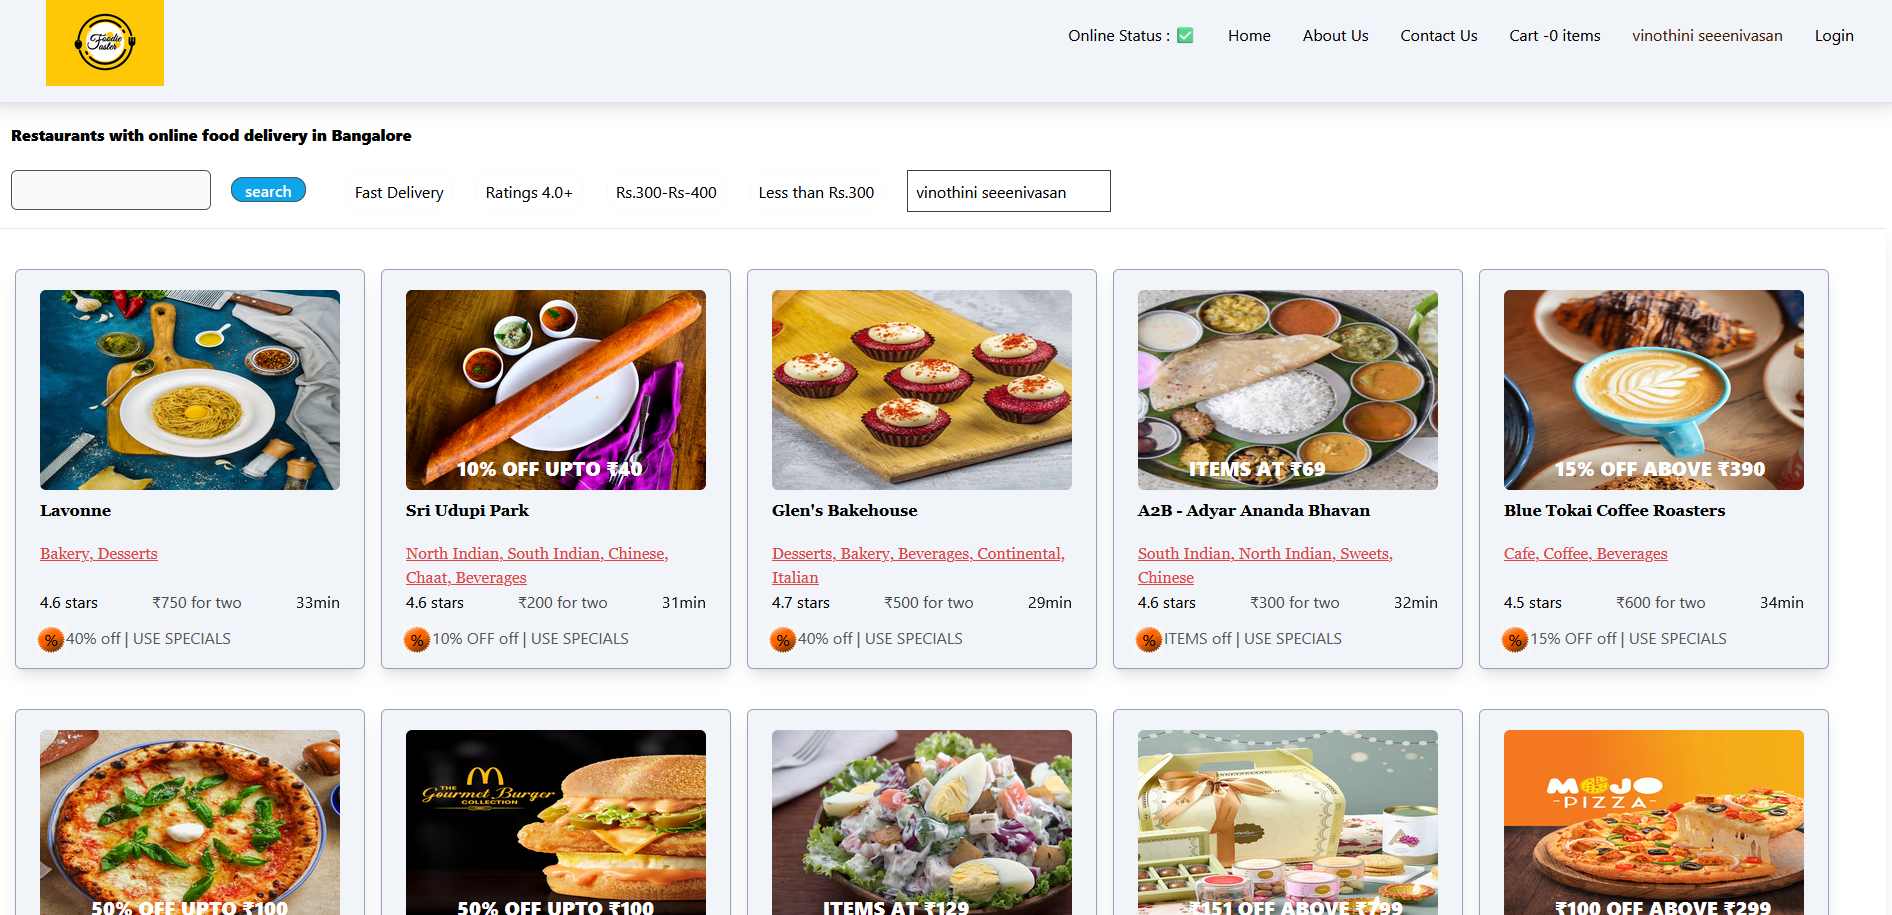 Foodie
Taster
Online Status : ✅
Home
About Us
Contact Us
Cart -0 items
vinothini seeenivasan
Login
Restaurants with online food delivery in Bangalore
search
Fast Delivery
Ratings 4.0+
Rs.300-Rs-400
Less than Rs.300
vinothini seeenivasan
Lavonne
Bakery, Desserts
4.6 stars ₹750 for two 33min
% 40% off | USE SPECIALS
10% OFF UPTO ₹40
Sri Udupi Park
North Indian, South Indian, Chinese,
Chaat, Beverages
4.6 stars ₹200 for two 31min
% 10% OFF off | USE SPECIALS
Glen's Bakehouse
Desserts, Bakery, Beverages, Continental,
Italian
4.7 stars ₹500 for two 29min
% 40% off | USE SPECIALS
ITEMS AT ₹69
A2B - Adyar Ananda Bhavan
South Indian, North Indian, Sweets,
Chinese
4.6 stars ₹300 for two 32min
% ITEMS off | USE SPECIALS
15% OFF ABOVE ₹390
Blue Tokai Coffee Roasters
Cafe, Coffee, Beverages
4.5 stars ₹600 for two 34min
% 15% OFF off | USE SPECIALS
50% OFF UPTO ₹100
THE
Gourmet Burger
COLLECTION
50% OFF UPTO ₹100
ITEMS AT ₹129
₹151 OFF ABOVE ₹799
MOJO
-PIZZA-
₹100 OFF ABOVE ₹299